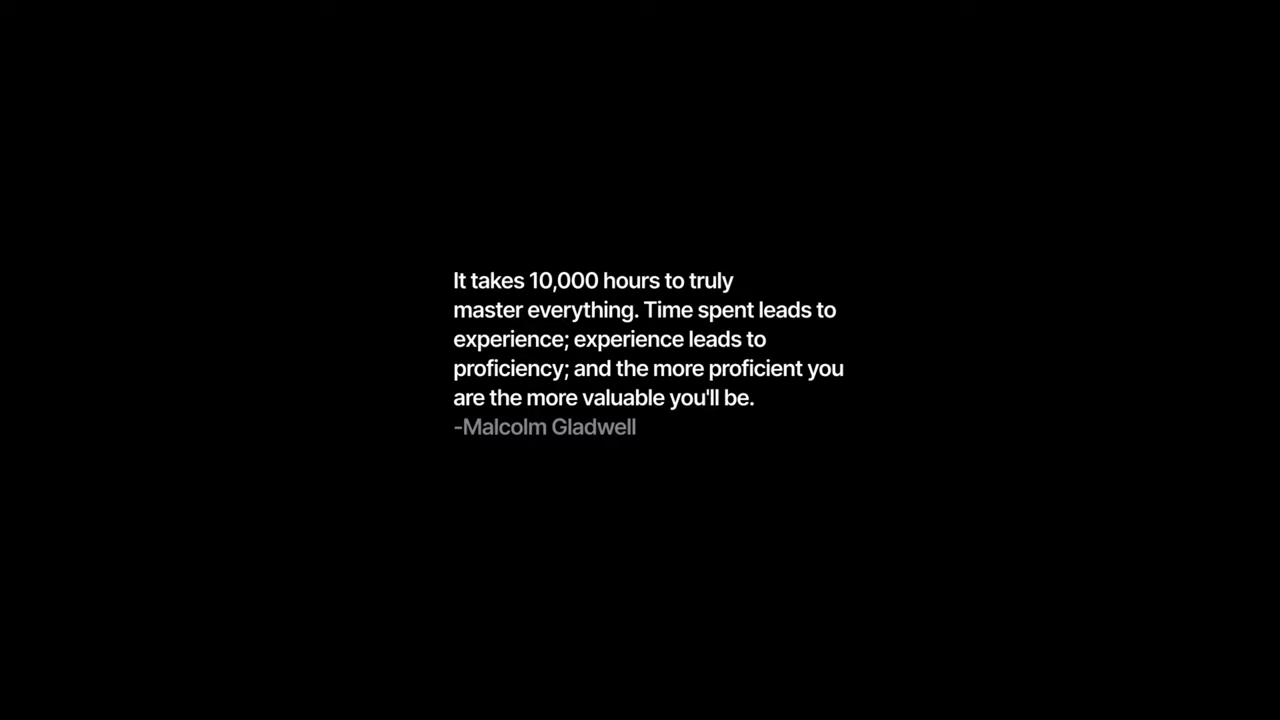 It takes 10,000 hours to truly
master everything. Time spent leads to
experience; experience leads to
proficiency; and the more proficient you
are the more valuable you'll be.
-Malcolm Gladwell